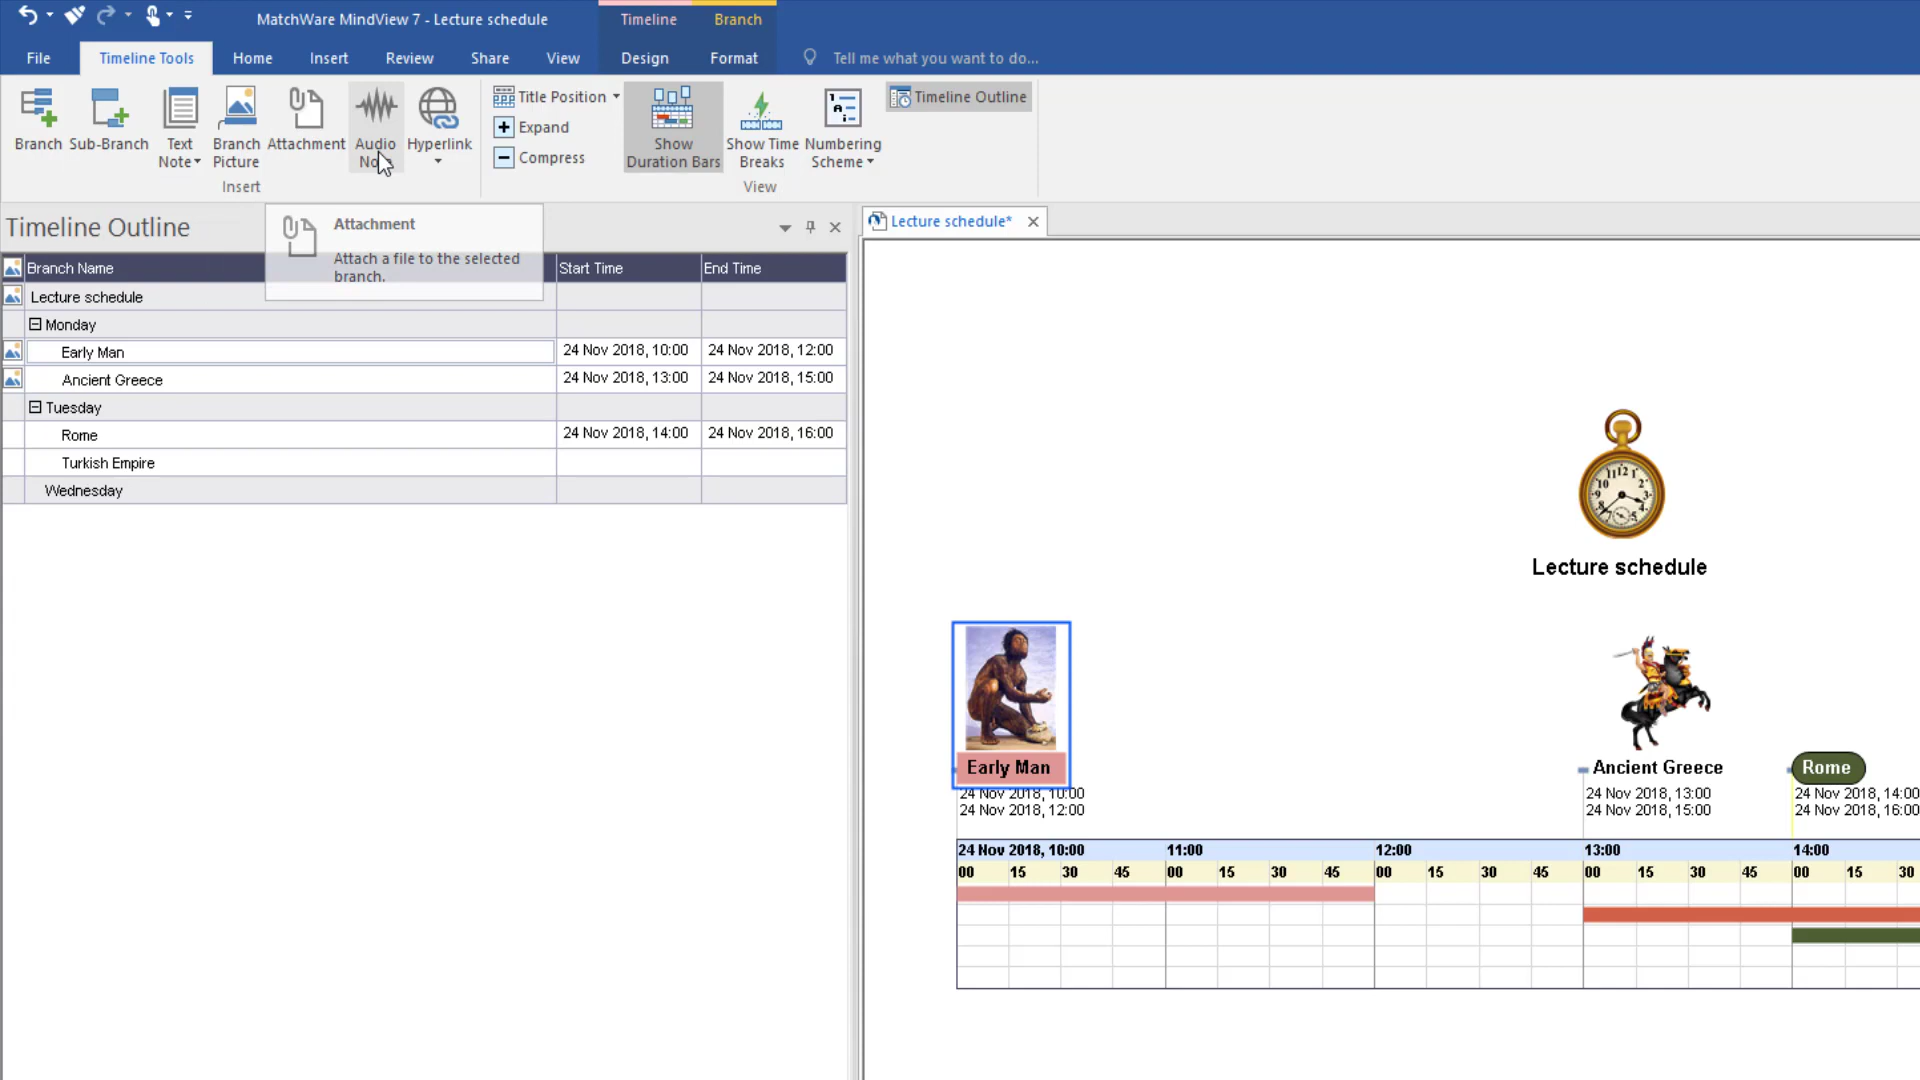 MatchWare MindView 7 - Lecture schedule
Timeline
Branch
File
Timeline Tools
Home
Insert
Review
Share
View
Design
Format
Tell me what you want to do...
Branch
Sub-Branch
Text
Note
Branch
Picture
Attachment
Audio
Hyperlink
Insert
Title Position
Expand
Compress
Show
Duration Bars
Show Time
Breaks
Numbering
Scheme
View
Timeline Outline
Timeline Outline
Attachment
Attach a file to the selected
branch.
Lecture schedule*
Branch Name
Start Time
End Time
Lecture schedule
Monday
Early Man
24 Nov 2018, 10:00
24 Nov 2018, 12:00
Ancient Greece
24 Nov 2018, 13:00
24 Nov 2018, 15:00
Tuesday
Rome
24 Nov 2018, 14:00
24 Nov 2018, 16:00
Turkish Empire
Wednesday
Lecture schedule
Early Man
24 Nov 2018, 10:00
24 Nov 2018, 12:00
Ancient Greece
24 Nov 2018, 13:00
24 Nov 2018, 15:00
Rome
24 Nov 2018, 14:00
24 Nov 2018, 16:00
24 Nov 2018, 10:00 11:00 12:00 13:00 14:00
00 15 30 45 00 15 30 45 00 15 30 45 00 15 30 45 00 15 30